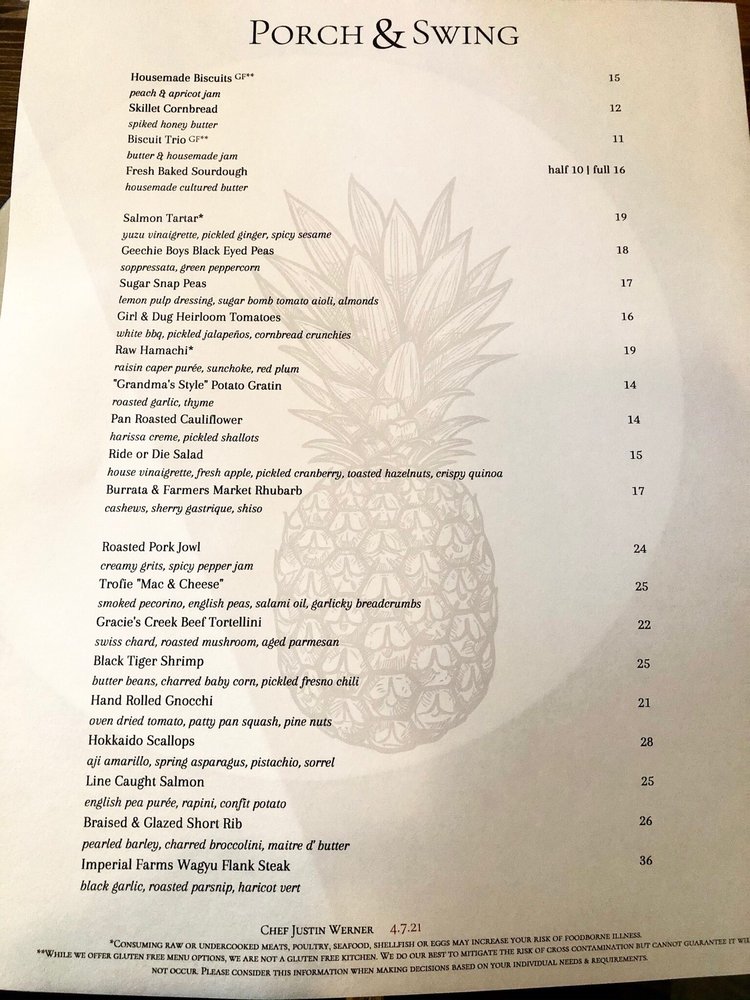 PORCH & SWING
Housemade Biscuits GF** 15
peach & apricot jam
Skillet Cornbread 12
spiked honey butter
Biscuit Trio GF** 11
butter & housemade jam
Fresh Baked Sourdough half 10 | full 16
housemade cultured butter
Salmon Tartar* 19
yuzu vinaigrette, pickled ginger, spicy sesame
Geechie Boys Black Eyed Peas 18
soppressata, green peppercorn
Sugar Snap Peas 17
lemon pulp dressing, sugar bomb tomato aioli, almonds
Girl & Dug Heirloom Tomatoes 16
white bbq, pickled jalapeños, cornbread crunchies
Raw Hamachi* 19
raisin caper purée, sunchoke, red plum
"Grandma's Style" Potato Gratin 14
roasted garlic, thyme
Pan Roasted Cauliflower 14
harissa creme, pickled shallots
Ride or Die Salad 15
house vinaigrette, fresh apple, pickled cranberry, toasted hazelnuts, crispy quinoa
Burrata & Farmers Market Rhubarb 17
cashews, sherry gastrique, shiso
Roasted Pork Jowl 24
creamy grits, spicy pepper jam
Trofie "Mac & Cheese" 25
smoked pecorino, english peas, salami oil, garlicky breadcrumbs
Gracie's Creek Beef Tortellini 22
swiss chard, roasted mushroom, aged parmesan
Black Tiger Shrimp 25
butter beans, charred baby corn, pickled fresno chili
Hand Rolled Gnocchi 21
oven dried tomato, patty pan squash, pine nuts
Hokkaido Scallops 28
aji amarillo, spring asparagus, pistachio, sorrel
Line Caught Salmon 25
english pea purée, rapini, confit potato
Braised & Glazed Short Rib 26
pearled barley, charred broccolini, maitre d' butter
Imperial Farms Wagyu Flank Steak 36
black garlic, roasted parsnip, haricot vert
CHEF JUSTIN WERNER 4.7.21
*CONSUMING RAW OR UNDERCOOKED MEATS, POULTRY, SEAFOOD, SHELLFISH OR EGGS MAY INCREASE YOUR RISK OF FOODBORNE ILLNESS.
**WHILE WE OFFER GLUTEN FREE MENU OPTIONS, WE ARE NOT A GLUTEN FREE KITCHEN. WE DO OUR BEST TO MITIGATE THE RISK OF CROSS CONTAMINATION BUT CANNOT GUARANTEE IT
NOT OCCUR. PLEASE CONSIDER THIS INFORMATION WHEN MAKING DECISIONS BASED ON YOUR INDIVIDUAL NEEDS & REQUIREMENTS.